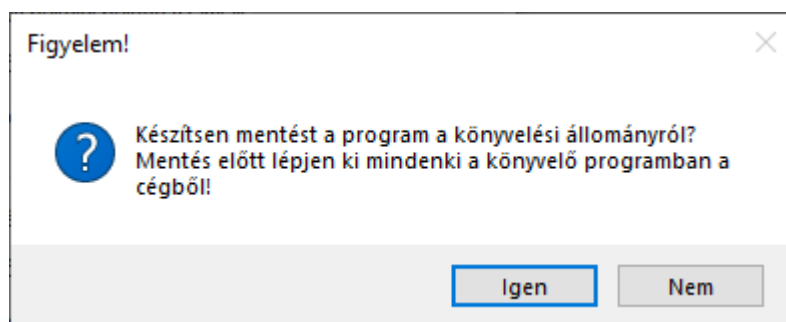 Figyelem!
Készítsen mentést a program a könyvelési állományról?
Mentés előtt lépjen ki mindenki a könyvelő programban a
cégből!
Igen
Nem